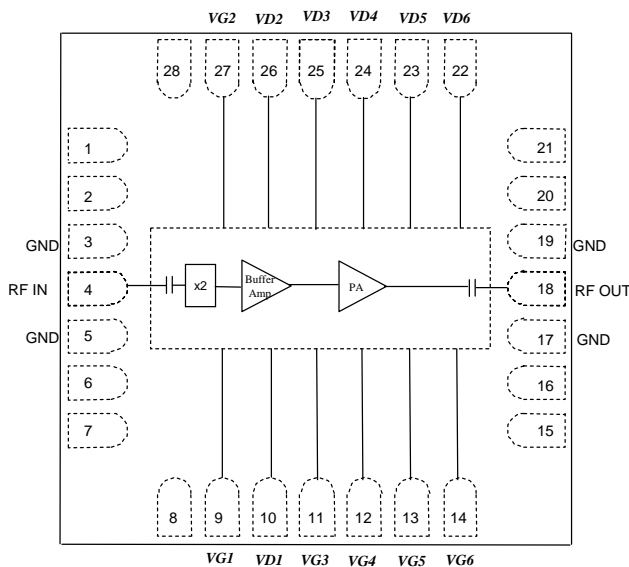 VG2 VD2 VD3 VD4 VD5 VD6
28 27 26 25 24 23 22
1 21
2 20
GND 3 19 GND
RF IN 4 x2 Buffer Amp PA 18 RF OUT
GND 5 17 GND
6 16
7 15
8 9 10 11 12 13 14
VG1 VD1 VG3 VG4 VG5 VG6